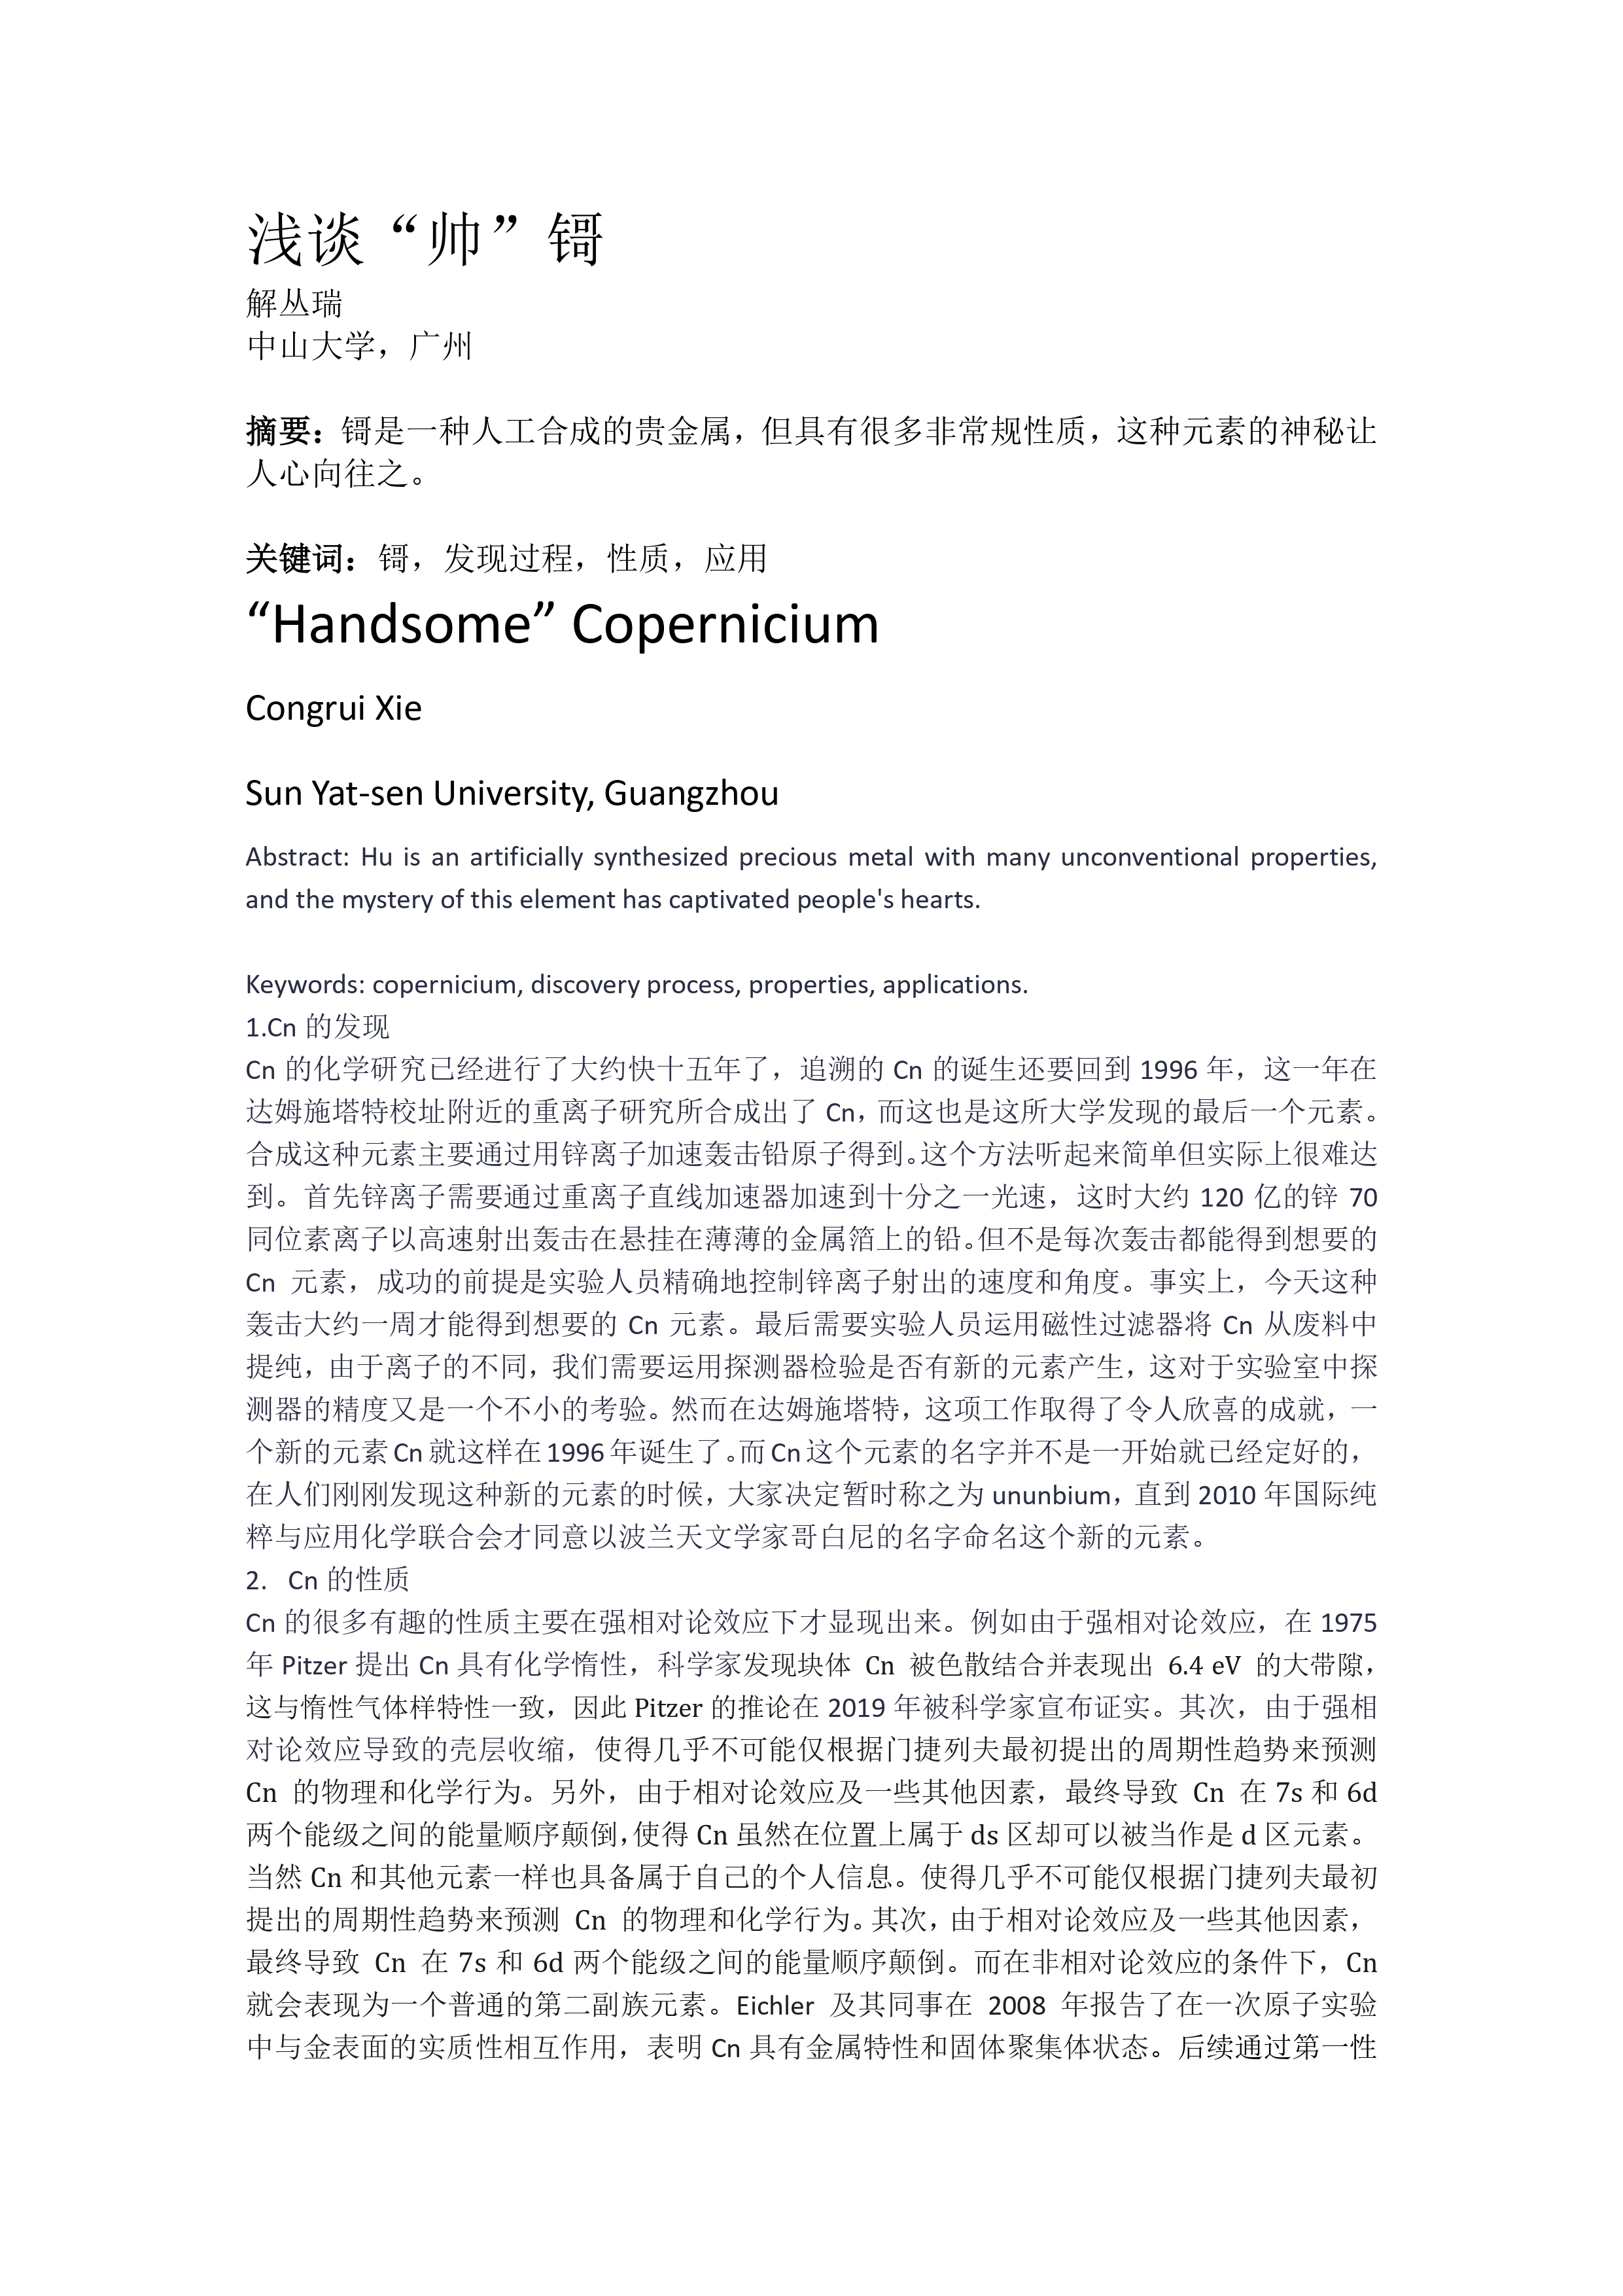 浅谈“帅”鎶
解丛瑞
中山大学，广州
摘要：鎶是一种人工合成的贵金属，但具有很多非常规性质，这种元素的神秘让
人心向往之。
关键词：鎶，发现过程，性质，应用
“Handsome” Copernicium
Congrui Xie
Sun Yat-sen University, Guangzhou
Abstract: Hu is an artificially synthesized precious metal with many unconventional properties,
and the mystery of this element has captivated people's hearts.
Keywords: copernicium, discovery process, properties, applications.
1.Cn 的发现
Cn 的化学研究已经进行了大约快十五年了，追溯的 Cn 的诞生还要回到 1996 年，这一年在
达姆施塔特校址附近的重离子研究所合成出了 Cn，而这也是这所大学发现的最后一个元素。
合成这种元素主要通过用锌离子加速轰击铅原子得到。这个方法听起来简单但实际上很难达
到。首先锌离子需要通过重离子直线加速器加速到十分之一光速，这时大约 120 亿的锌 70
同位素离子以高速射出轰击在悬挂在薄薄的金属箔上的铅。但不是每次轰击都能得到想要的
Cn 元素，成功的前提是实验人员精确地控制锌离子射出的速度和角度。事实上，今天这种
轰击大约一周才能得到想要的 Cn 元素。最后需要实验人员运用磁性过滤器将 Cn 从废料中
提纯，由于离子的不同，我们需要运用探测器检验是否有新的元素产生，这对于实验室中探
测器的精度又是一个不小的考验。然而在达姆施塔特，这项工作取得了令人欣喜的成就，一
个新的元素 Cn 就这样在 1996 年诞生了。而 Cn 这个元素的名字并不是一开始就已经定好的，
在人们刚刚发现这种新的元素的时候，大家决定暂时称之为 ununbium，直到 2010 年国际纯
粹与应用化学联合会才同意以波兰天文学家哥白尼的名字命名这个新的元素。
2. Cn 的性质
Cn 的很多有趣的性质主要在强相对论效应下才显现出来。例如由于强相对论效应，在 1975
年 Pitzer 提出 Cn 具有化学惰性，科学家发现块体 Cn 被色散结合并表现出 6.4 eV 的大带隙，
这与惰性气体样特性一致，因此 Pitzer 的推论在 2019 年被科学家宣布证实。其次，由于强相
对论效应导致的壳层收缩，使得几乎不可能仅根据门捷列夫最初提出的周期性趋势来预测
Cn 的物理和化学行为。另外，由于相对论效应及一些其他因素，最终导致 Cn 在 7s 和 6d
两个能级之间的能量顺序颠倒，使得 Cn 虽然在位置上属于 ds 区却可以被当作是 d 区元素。
当然 Cn 和其他元素一样也具备属于自己的个人信息。使得几乎不可能仅根据门捷列夫最初
提出的周期性趋势来预测 Cn 的物理和化学行为。其次，由于相对论效应及一些其他因素，
最终导致 Cn 在 7s 和 6d 两个能级之间的能量顺序颠倒。而在非相对论效应的条件下，Cn
就会表现为一个普通的第二副族元素。Eichler 及其同事在 2008 年报告了在一次原子实验
中与金表面的实质性相互作用，表明 Cn 具有金属特性和固体聚集体状态。后续通过第一性